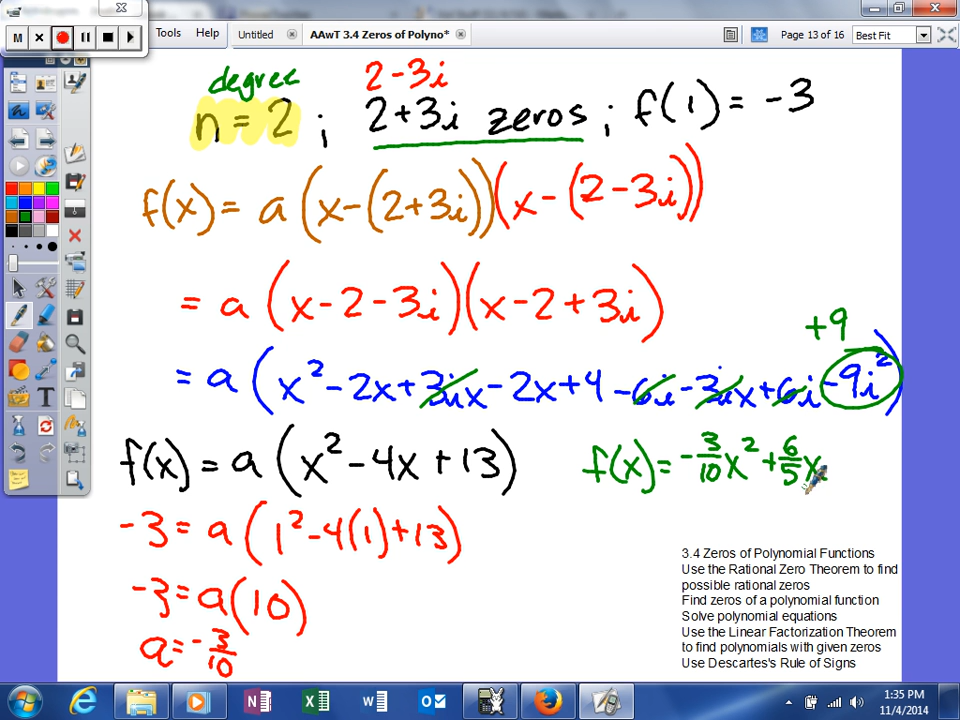 Tools Help Untitled AAwT 3.4 Zeros of Polyno* Page 13 of 16 Best Fit
M
degree 2-3i
n = 2 ; 2+3i zeros ; f(1) = -3
f(x) = a (x-(2+3i))(x-(2-3i))
= a (x-2-3i)(x-2+3i)
+9
= a (x² -2x+3ix-2x+4-6i-3ix+6i-9i²)
f(x) = a (x² -4x+13)
f(x) = -3/10x² +6/5x
-3 = a (1² -4(1)+13)
-3 = a(10)
a = -3/10
3.4 Zeros of Polynomial Functions
Use the Rational Zero Theorem to find
possible rational zeros
Find zeros of a polynomial function
Solve polynomial equations
Use the Linear Factorization Theorem
to find polynomials with given zeros
Use Descartes's Rule of Signs
1:35 PM
11/4/2014